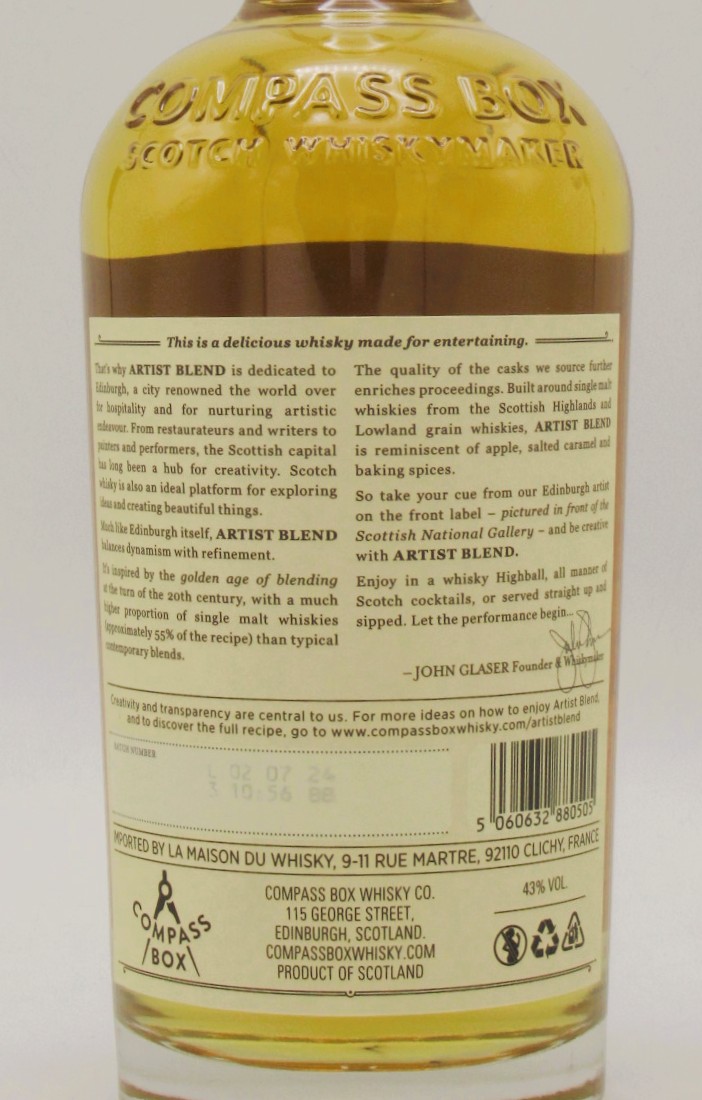 COMPASS BOX
SCOTCH WHISKYMAKER
This is a delicious whisky made for entertaining.
That's why ARTIST BLEND is dedicated to
Edinburgh, a city renowned the world over
for hospitality and for nurturing artistic
endeavour. From restaurateurs and writers to
painters and performers, the Scottish capital
has long been a hub for creativity. Scotch
whisky is also an ideal platform for exploring
ideas and creating beautiful things.
Much like Edinburgh itself, ARTIST BLEND
balances dynamism with refinement.
It's inspired by the golden age of blending
at the turn of the 20th century, with a much
higher proportion of single malt whiskies
(approximately 55% of the recipe) than typical
contemporary blends.
The quality of the casks we source further
enriches proceedings. Built around single malt
whiskies from the Scottish Highlands and
Lowland grain whiskies, ARTIST BLEND
is reminiscent of apple, salted caramel and
baking spices.
So take your cue from our Edinburgh artist
on the front label – pictured in front of the
Scottish National Gallery – and be creative
with ARTIST BLEND.
Enjoy in a whisky Highball, all manner of
Scotch cocktails, or served straight up and
sipped. Let the performance begin...
– JOHN GLASER Founder & Whiskymaker
Creativity and transparency are central to us. For more ideas on how to enjoy Artist Blend,
and to discover the full recipe, go to www.compassboxwhisky.com/artistblend
BATCH NUMBER
L 02 07 24
3 10:56 BB
5 060632 880505
IMPORTED BY LA MAISON DU WHISKY, 9-11 RUE MARTRE, 92110 CLICHY, FRANCE
COMPASS
BOX
COMPASS BOX WHISKY CO.
115 GEORGE STREET,
EDINBURGH, SCOTLAND.
COMPASSBOXWHISKY.COM
PRODUCT OF SCOTLAND
43% VOL.